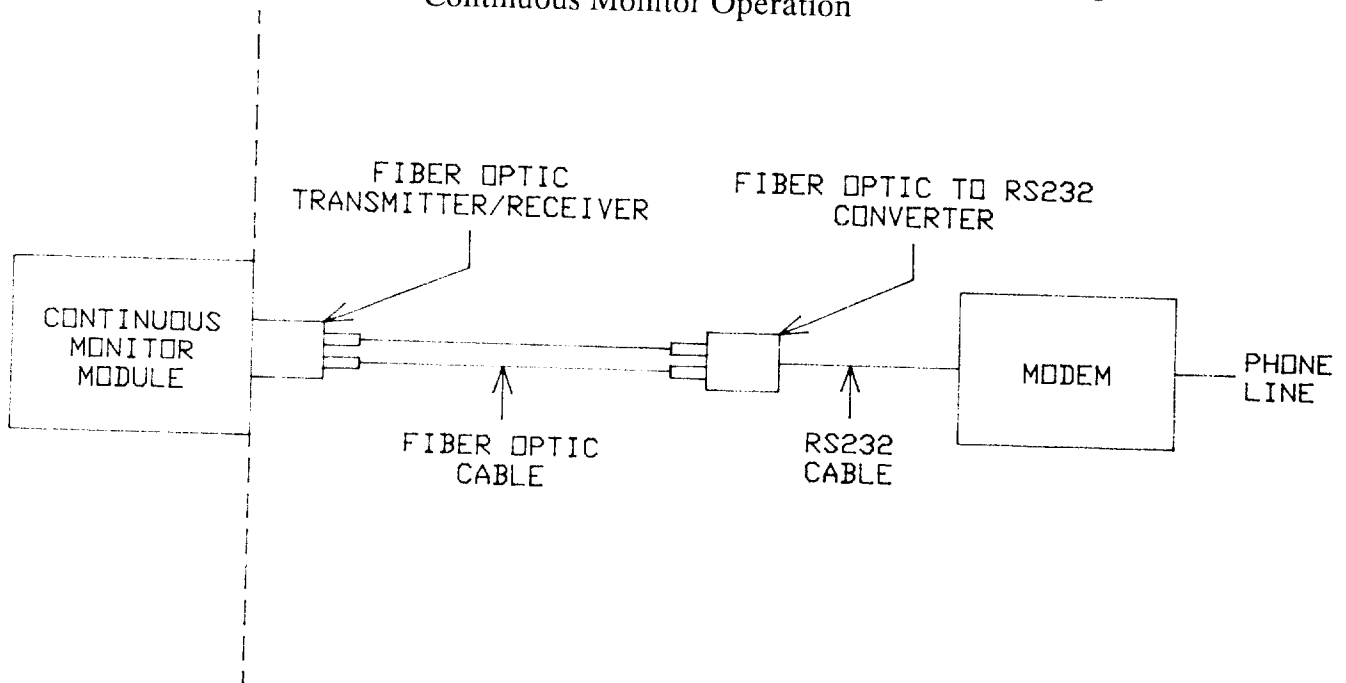 Continuous Monitor Operation
FIBER OPTIC
TRANSMITTER/RECEIVER
FIBER OPTIC TO RS232
CONVERTER
CONTINUOUS
MONITOR
MODULE
MODEM
PHONE
LINE
FIBER OPTIC
CABLE
RS232
CABLE